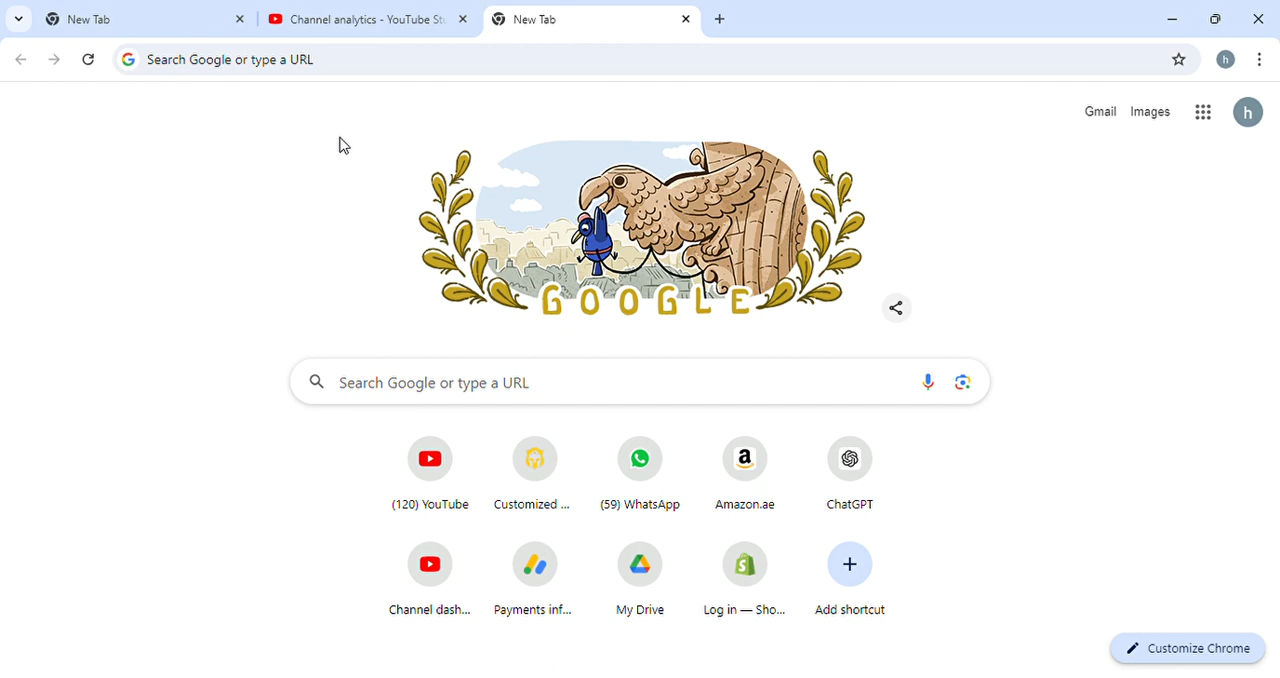 New Tab
Channel analytics - YouTube Stu
New Tab
Search Google or type a URL
h
Gmail Images
h
GOOGLE
Search Google or type a URL
(120) YouTube Customized ... (59) WhatsApp Amazon.ae ChatGPT
Channel dash... Payments inf... My Drive Log in — Sho... Add shortcut
Customize Chrome